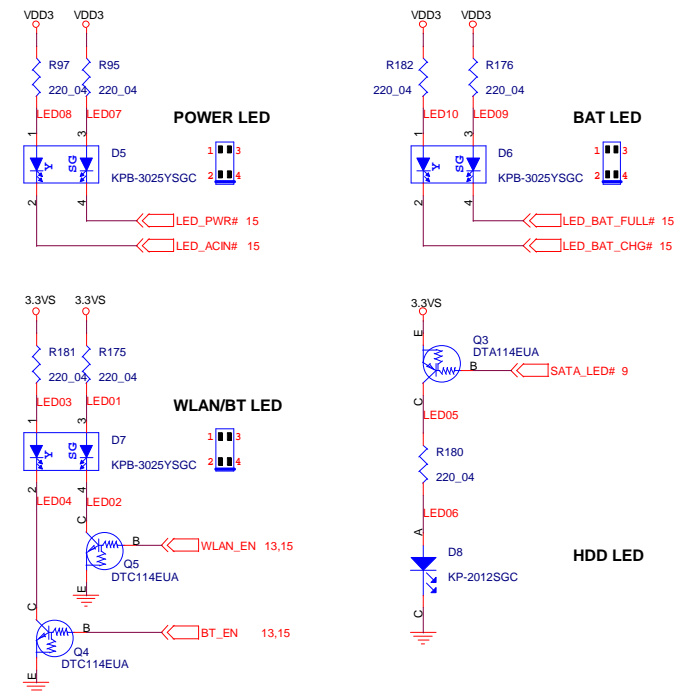 VDD3 VDD3
R97 R95
220_04 220_04
LED08 LED07
POWER LED
1 3
D5
1 3
Y SG
KPB-3025YSGC
2 4
2 4
LED_PWR# 15
LED_ACIN# 15
VDD3 VDD3
R182 R176
220_04 220_04
LED10 LED09
BAT LED
1 3
D6
1 3
Y SG
KPB-3025YSGC
2 4
2 4
LED_BAT_FULL# 15
LED_BAT_CHG# 15
3.3VS 3.3VS
R181 R175
220_04 220_04
LED03 LED01
WLAN/BT LED
1 3
D7
1 3
Y SG
KPB-3025YSGC
2 4
2 4
LED04 LED02
C
B
WLAN_EN 13,15
Q5
DTC114EUA
E
C
B
BT_EN 13,15
Q4
DTC114EUA
E
3.3VS
E
Q3
DTA114EUA
B
SATA_LED# 9
C
LED05
R180
220_04
LED06
A
D8
HDD LED
KP-2012SGC
C